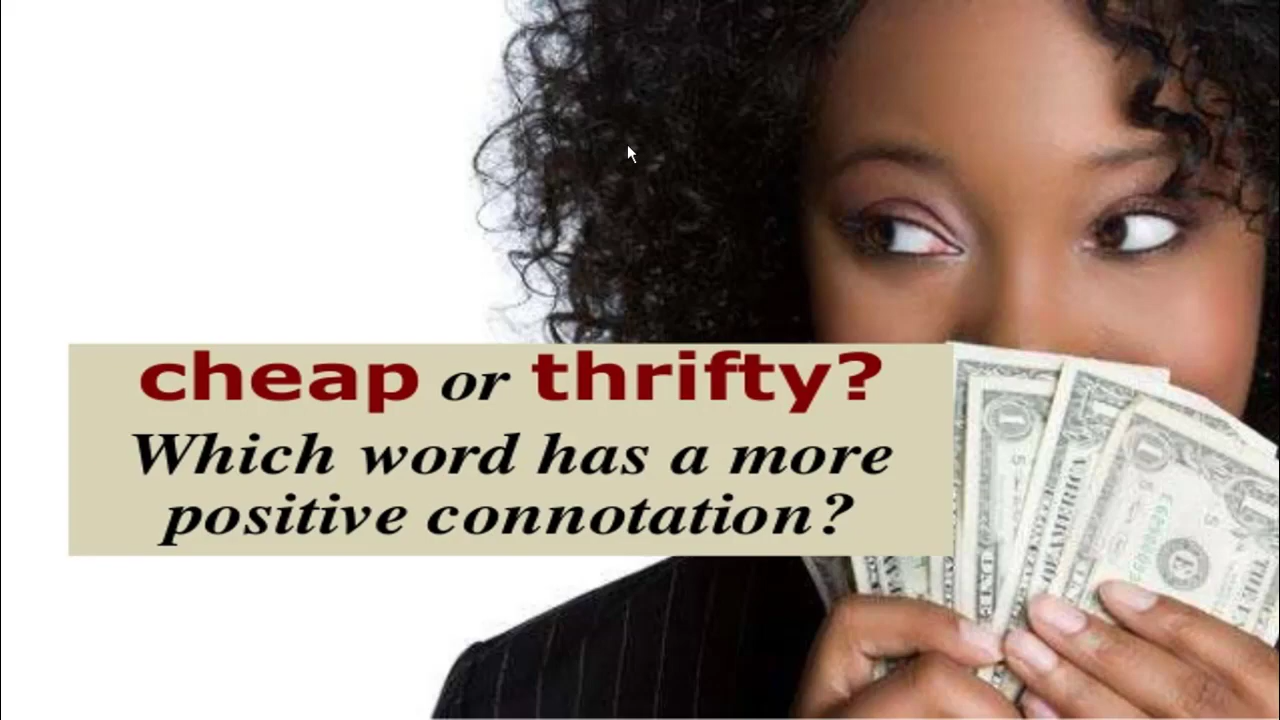 cheap or thrifty?
Which word has a more
positive connotation?